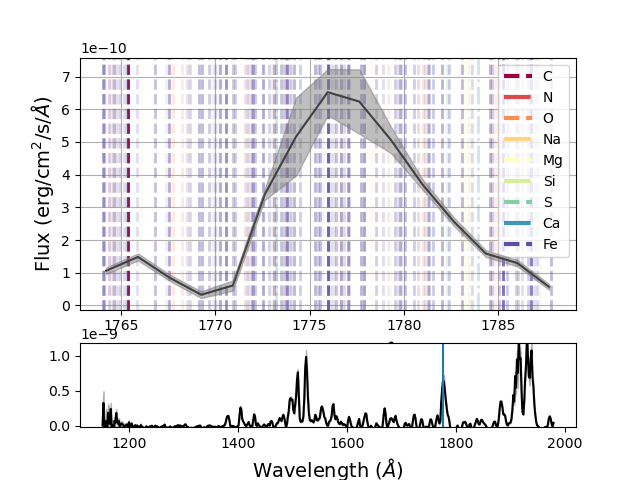 1e−10
7
6
5
4
3
2
1
0
Flux (erg/cm²/s/Å)
C
N
O
Na
Mg
Si
S
Ca
Fe
1765 1770 1775 1780 1785
1e−9
1.0
0.5
0.0
1200 1400 1600 1800 2000
Wavelength (Å)